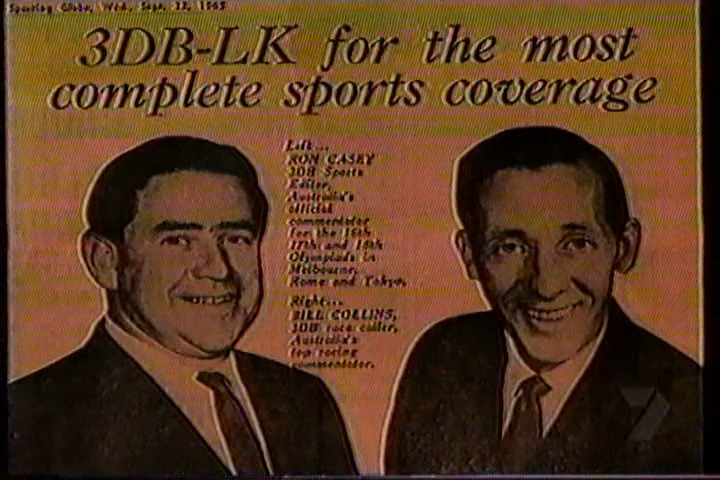 Sporting Globe, Wed., Sept. 22, 1965
3DB-LK for the most
complete sports coverage
Left...
RON CASEY
3DB Sports
Editor,
Australia's
official
commentator
for the 16th
17th and 18th
Olympiads in
Melbourne,
Rome and Tokyo.
Right...
BILL COLLINS,
3DB race caller,
Australia's
top racing
commentator.
7